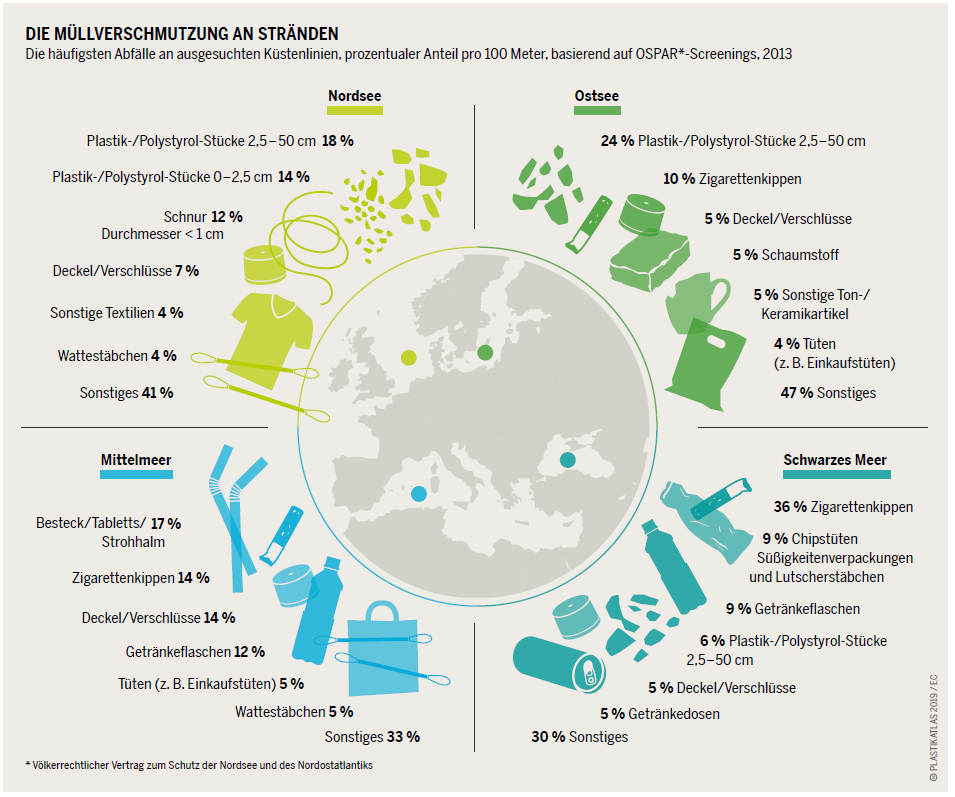 DIE MÜLLVERSCHMUTZUNG AN STRÄNDEN
Die häufigsten Abfälle an ausgesuchten Küstenlinien, prozentualer Anteil pro 100 Meter, basierend auf OSPAR*-Screenings, 2013
Nordsee
Plastik-/Polystyrol-Stücke 2,5–50 cm 18 %
Plastik-/Polystyrol-Stücke 0–2,5 cm 14 %
Schnur 12 %
Durchmesser < 1 cm
Deckel/Verschlüsse 7 %
Sonstige Textilien 4 %
Wattestäbchen 4 %
Sonstiges 41 %
Ostsee
24 % Plastik-/Polystyrol-Stücke 2,5–50 cm
10 % Zigarettenkippen
5 % Deckel/Verschlüsse
5 % Schaumstoff
5 % Sonstige Ton-/
Keramikartikel
4 % Tüten
(z. B. Einkaufstüten)
47 % Sonstiges
Mittelmeer
Besteck/Tabletts/ 17 %
Strohhalm
Zigarettenkippen 14 %
Deckel/Verschlüsse 14 %
Getränkeflaschen 12 %
Tüten (z. B. Einkaufstüten) 5 %
Wattestäbchen 5 %
Sonstiges 33 %
Schwarzes Meer
36 % Zigarettenkippen
9 % Chipstüten
Süßigkeitenverpackungen
und Lutscherstäbchen
9 % Getränkeflaschen
6 % Plastik-/Polystyrol-Stücke
2,5–50 cm
5 % Deckel/Verschlüsse
5 % Getränkedosen
30 % Sonstiges
* Völkerrechtlicher Vertrag zum Schutz der Nordsee und des Nordostatlantiks
PLASTIKATLAS 2019 / EC